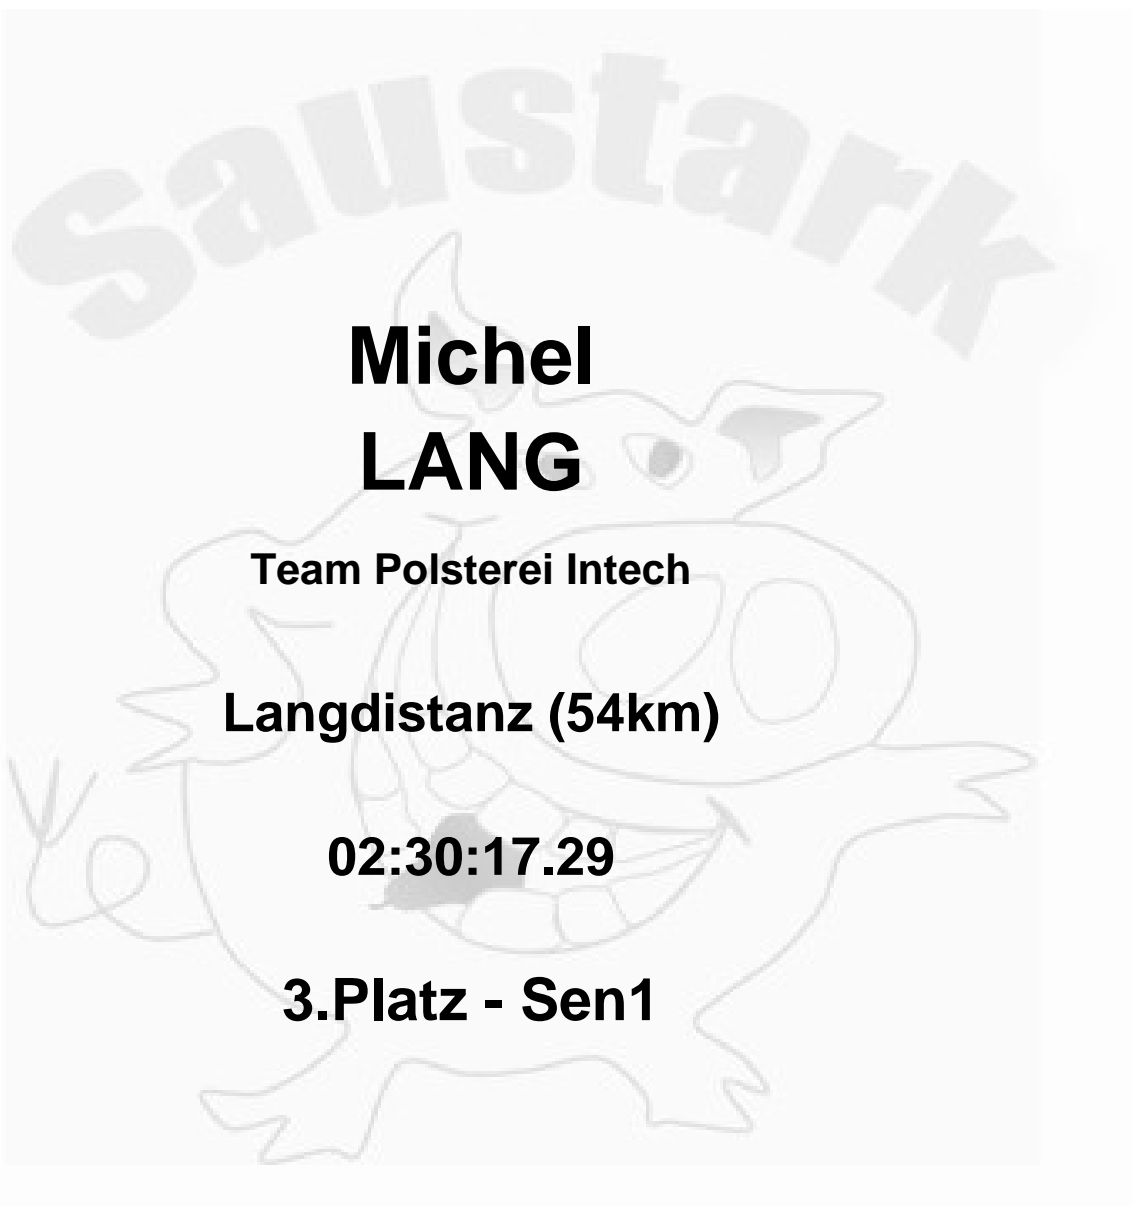 Saustark
Michel
LANG
Team Polsterei Intech
Langdistanz (54km)
02:30:17.29
3.Platz - Sen1